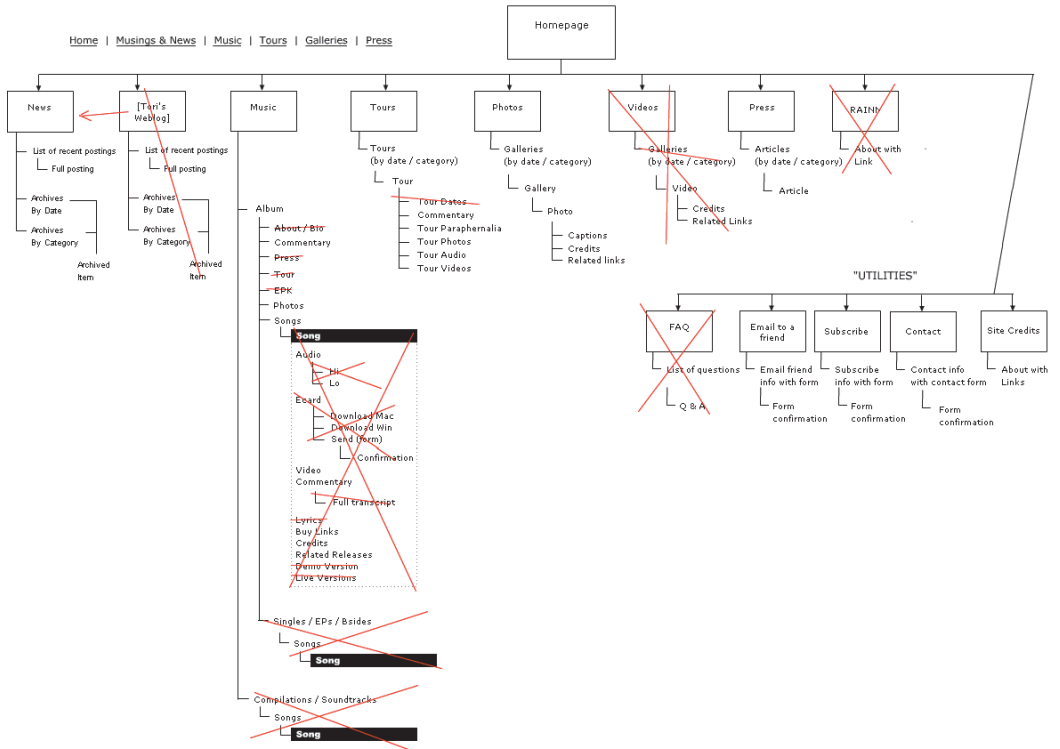 Homepage
Home | Musings & News | Music | Tours | Galleries | Press
News
List of recent postings
Full posting
Archives
By Date
Archives
By Category
Archived
Item
[Tori's
Weblog]
List of recent postings
Full posting
Archives
By Date
Archives
By Category
Archived
Item
Music
Album
About / Bio
Commentary
Press
Tour
EPK
Photos
Songs
Song
Audio
Hi
Lo
Ecard
Download Mac
Download Win
Send (form)
Confirmation
Video
Commentary
Full transcript
Lyrics
Buy Links
Credits
Related Releases
Demo Version
Live Versions
Singles / EPs / Bsides
Songs
Song
Compilations / Soundtracks
Songs
Song
Tours
Tours
(by date / category)
Tour
Tour Dates
Commentary
Tour Paraphernalia
Tour Photos
Tour Audio
Tour Videos
Photos
Galleries
(by date / category)
Gallery
Photo
Captions
Credits
Related links
Videos
Galleries
(by date / category)
Video
Credits
Related Links
Press
Articles
(by date / category)
Article
RAINN
About with
Link
"UTILITIES"
FAQ
List of questions
Q & A
Email to a
friend
Email friend
info with form
Form
confirmation
Subscribe
Subscribe
info with form
Form
confirmation
Contact
Contact info
with contact form
Form
confirmation
Site Credits
About with
Links